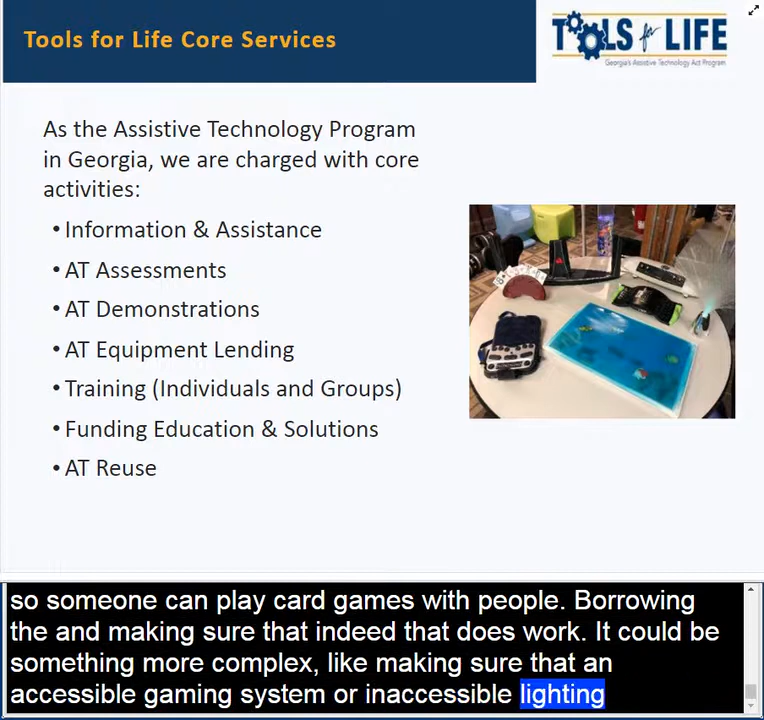 Tools for Life Core Services
TOOLS for LIFE
Georgia's Assistive Technology Act Program
As the Assistive Technology Program
in Georgia, we are charged with core
activities:
• Information & Assistance
• AT Assessments
• AT Demonstrations
• AT Equipment Lending
• Training (Individuals and Groups)
• Funding Education & Solutions
• AT Reuse
so someone can play card games with people. Borrowing
the and making sure that indeed that does work. It could be
something more complex, like making sure that an
accessible gaming system or inaccessible lighting